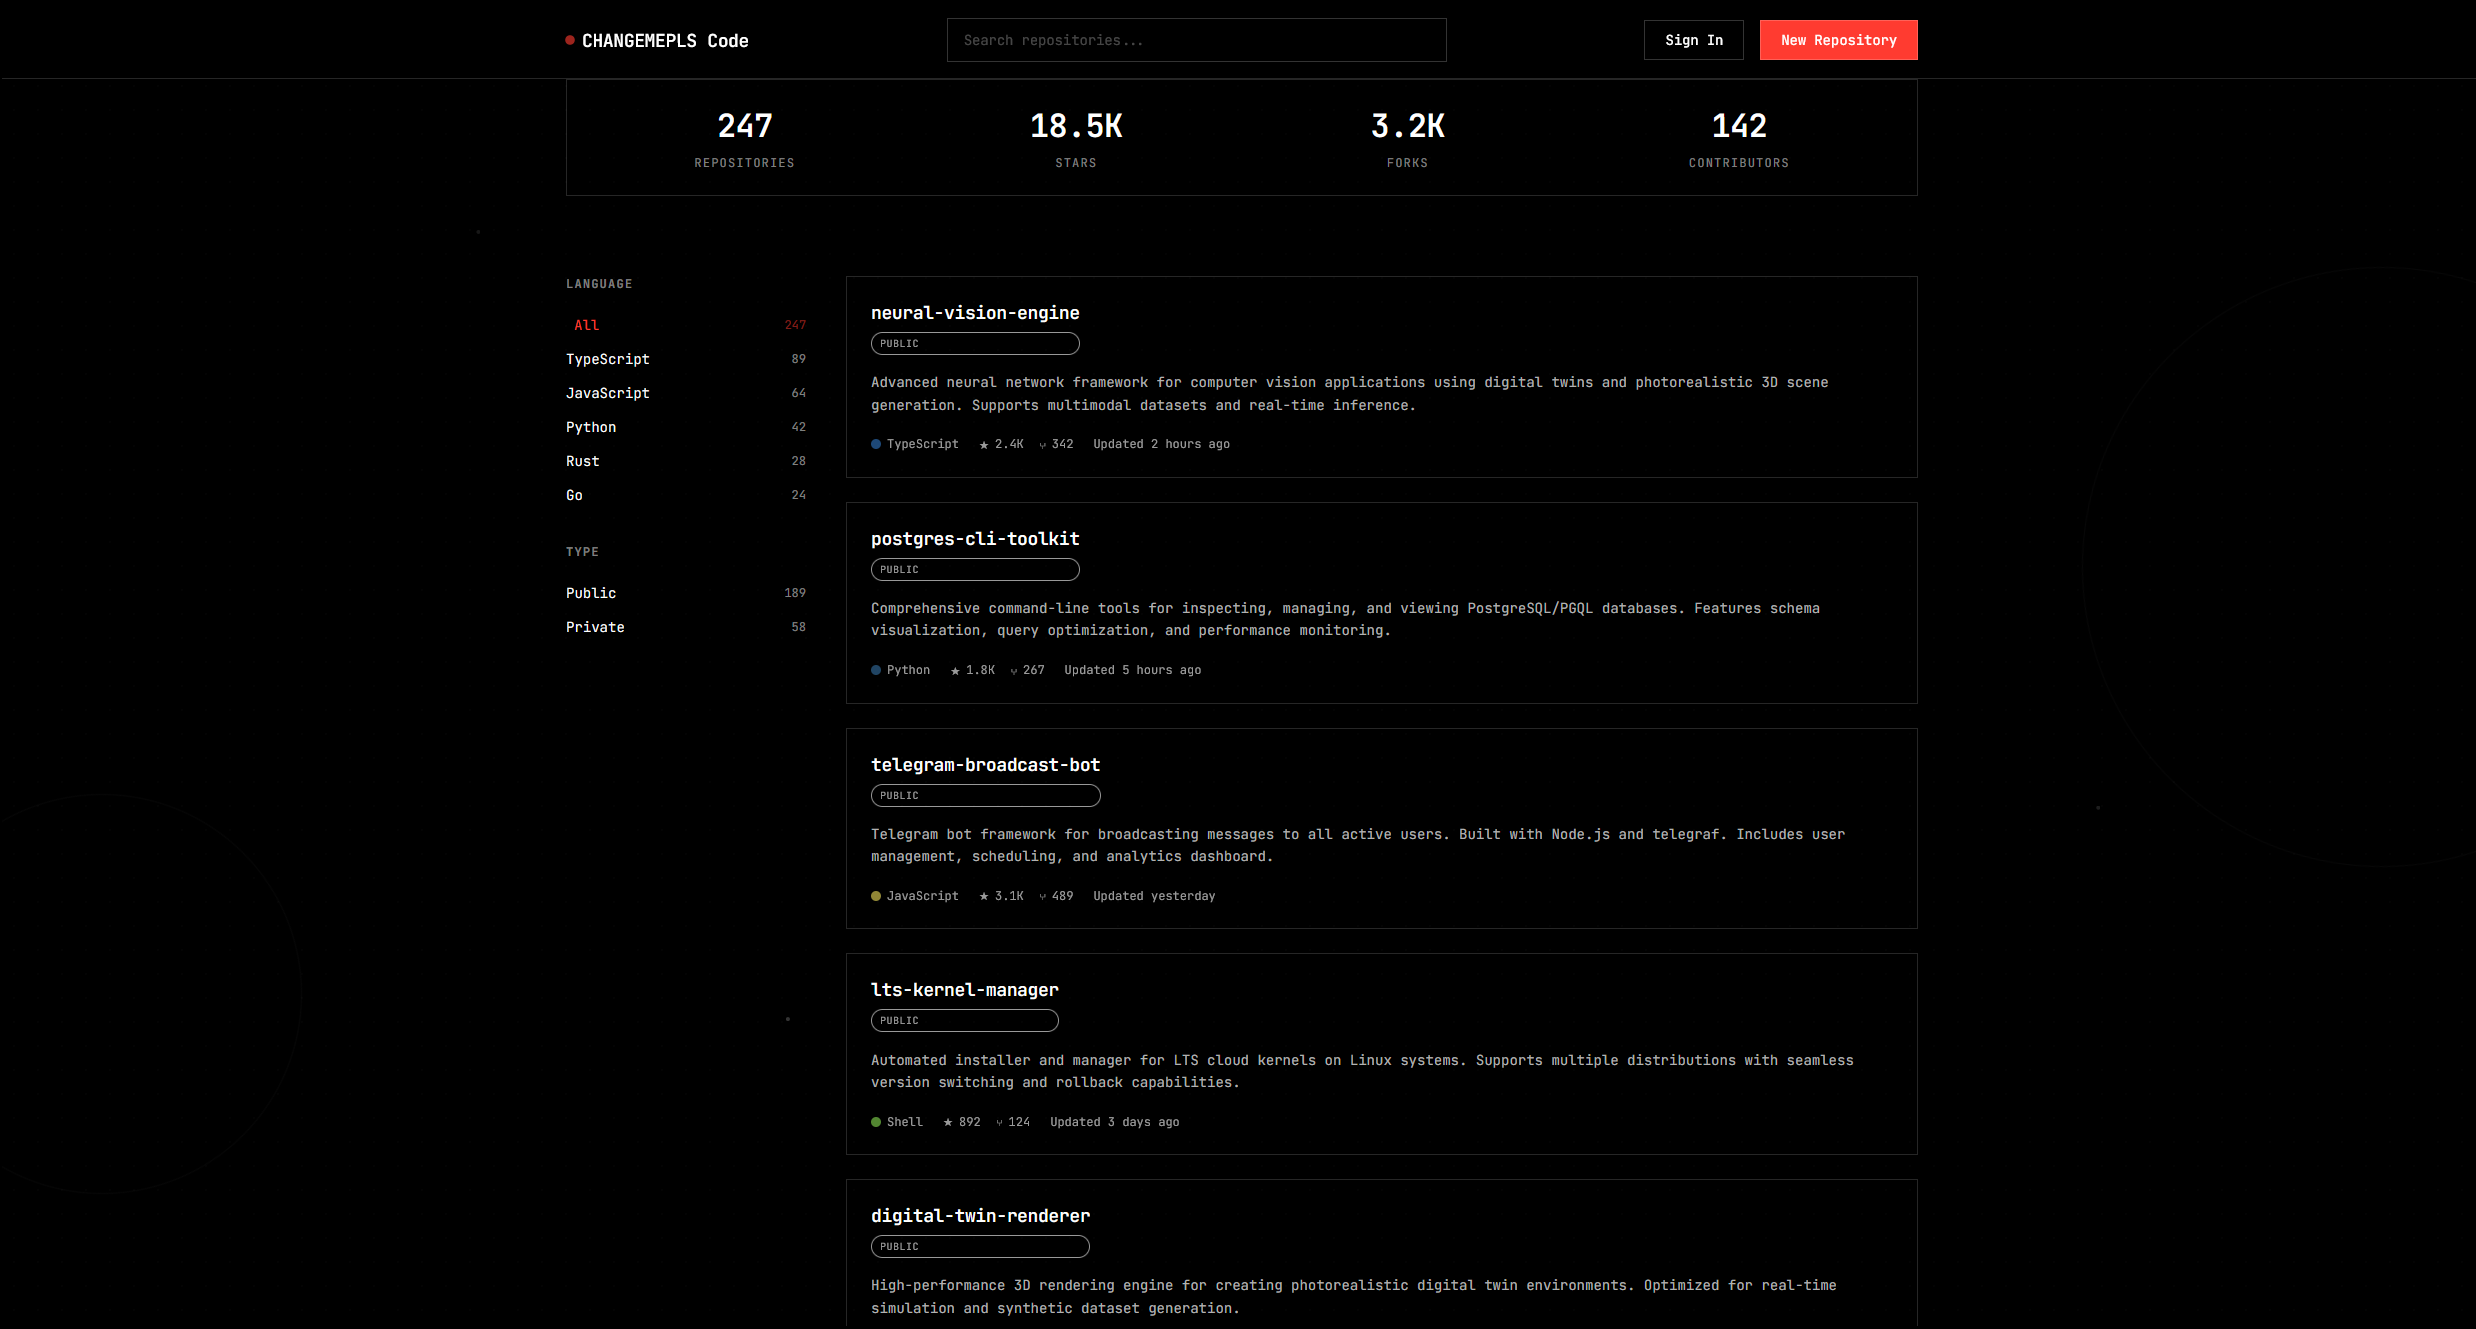 CHANGEMEPLS Code
Search repositories...
Sign In
New Repository
247
REPOSITORIES
18.5K
STARS
3.2K
FORKS
142
CONTRIBUTORS
LANGUAGE
All 247
TypeScript 89
JavaScript 64
Python 42
Rust 28
Go 24
TYPE
Public 189
Private 58
neural-vision-engine
PUBLIC
Advanced neural network framework for computer vision applications using digital twins and photorealistic 3D scene
generation. Supports multimodal datasets and real-time inference.
TypeScript ★ 2.4K ⑂ 342 Updated 2 hours ago
postgres-cli-toolkit
PUBLIC
Comprehensive command-line tools for inspecting, managing, and viewing PostgreSQL/PGQL databases. Features schema
visualization, query optimization, and performance monitoring.
Python ★ 1.8K ⑂ 267 Updated 5 hours ago
telegram-broadcast-bot
PUBLIC
Telegram bot framework for broadcasting messages to all active users. Built with Node.js and telegraf. Includes user
management, scheduling, and analytics dashboard.
JavaScript ★ 3.1K ⑂ 489 Updated yesterday
lts-kernel-manager
PUBLIC
Automated installer and manager for LTS cloud kernels on Linux systems. Supports multiple distributions with seamless
version switching and rollback capabilities.
Shell ★ 892 ⑂ 124 Updated 3 days ago
digital-twin-renderer
PUBLIC
High-performance 3D rendering engine for creating photorealistic digital twin environments. Optimized for real-time
simulation and synthetic dataset generation.